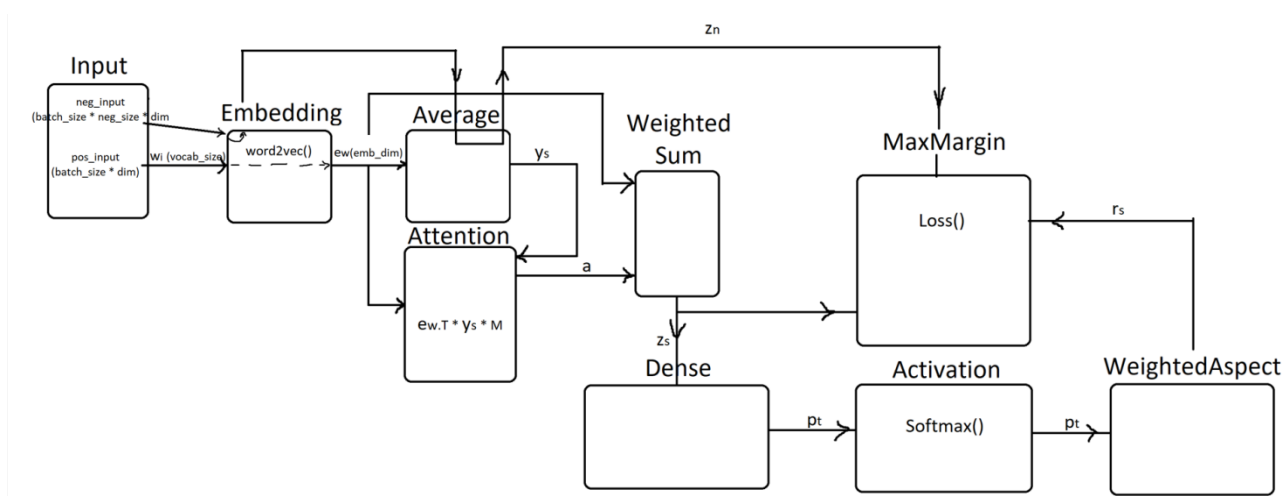 Input
neg_input
(batch_size * neg_size * dim
pos_input
(batch_size * dim)
wi (vocab_size)
Embedding
word2vec()
ew(emb_dim)
Average
ys
Attention
ew.T * ys * M
a
Weighted
Sum
zn
zs
MaxMargin
Loss()
rs
Dense
pt
Activation
Softmax()
pt
WeightedAspect